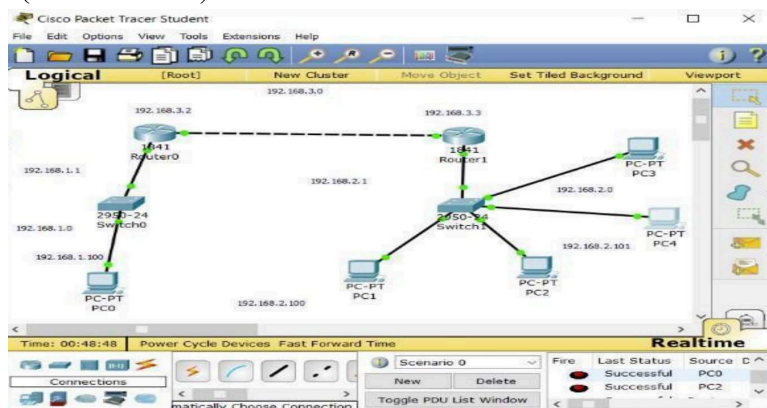 Cisco Packet Tracer Student
File Edit Options View Tools Extensions Help
Logical [Root] New Cluster Move Object Set Tiled Background Viewport
192.168.3.0
192.168.3.2
192.168.3.3
1841
Router0
1841
Router1
PC-PT
PC3
192.168.1.1
192.168.2.1
192.168.2.0
2950-24
Switch0
2950-24
Switch1
192.168.1.0
PC-PT
PC4
192.168.2.101
192.168.1.100
PC-PT
PC0
PC-PT
PC1
PC-PT
PC2
192.168.2.100
Time: 00:48:48 Power Cycle Devices Fast Forward Time Realtime
Scenario 0 Fire Last Status Source
Connections
New Delete
Successful PC0
Successful PC2
Toggle PDU List Window
matically Choose Connection